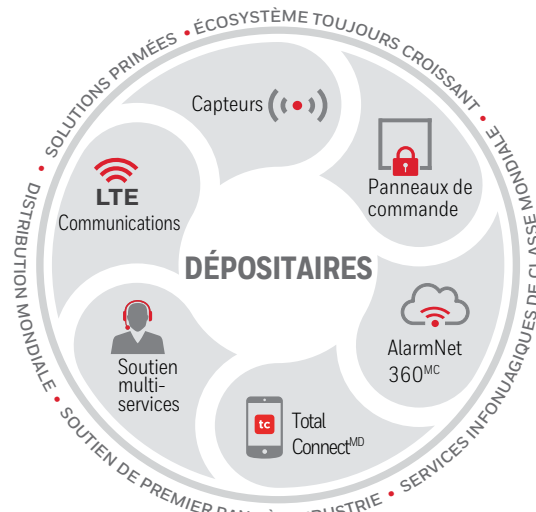 SOLUTIONS PRIMÉES • ÉCOSYSTÈME TOUJOURS CROISSANT •
SERVICES INFONUAGIQUES DE CLASSE MONDIALE •
SOUTIEN DE PREMIER
INDUSTRIE •
DISTRIBUTION MONDIALE •
Capteurs
Panneaux de
commande
LTE
Communications
DÉPOSITAIRES
AlarmNet
360MC
Soutien
multi-
services
tc
Total
ConnectMD